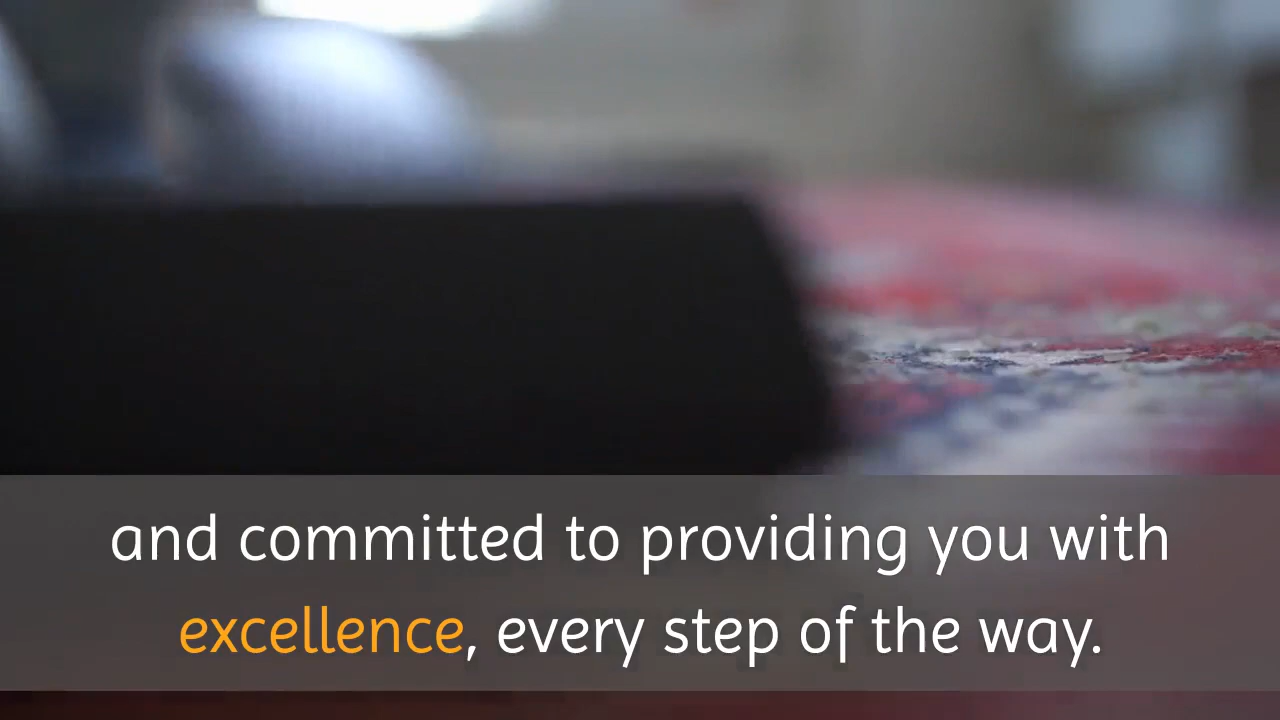 and committed to providing you with
excellence, every step of the way.